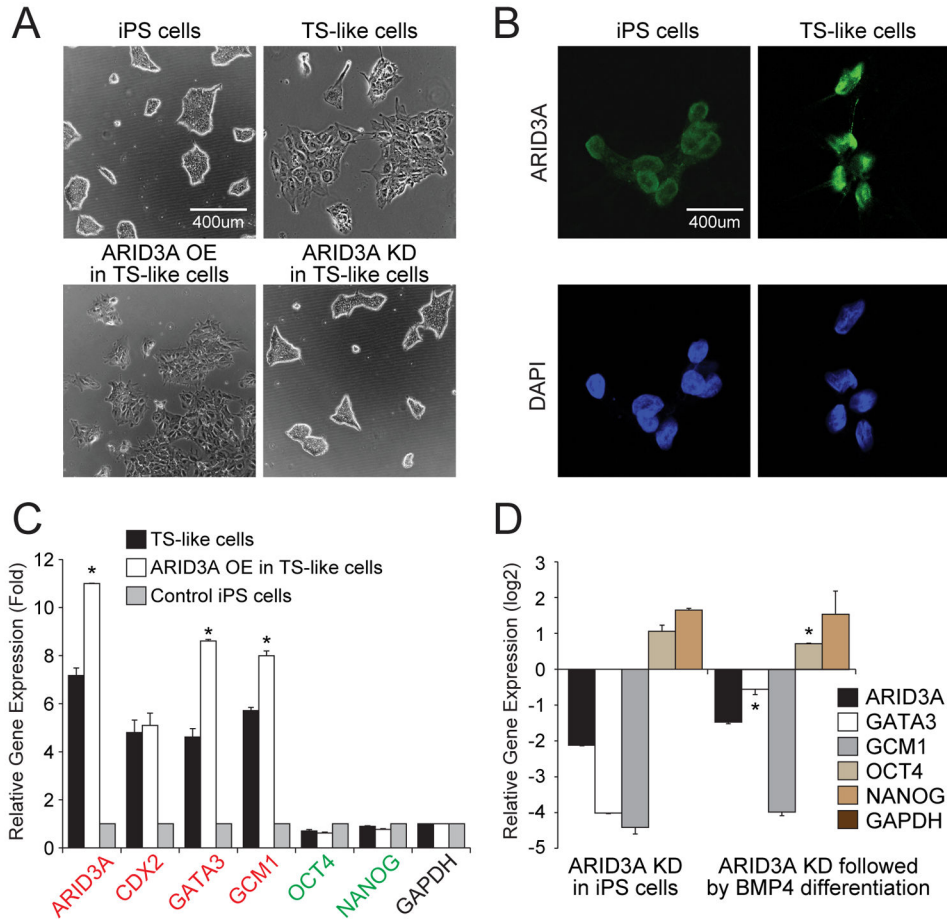 A
iPS cells
TS-like cells
400um
ARID3A OE
in TS-like cells
ARID3A KD
in TS-like cells
B
iPS cells
TS-like cells
ARID3A
400um
DAPI
C
TS-like cells
ARID3A OE in TS-like cells
Control iPS cells
Relative Gene Expression (Fold)
12
10
8
6
4
2
0
*
*
*
ARID3A
CDX2
GATA3
GCM1
OCT4
NANOG
GAPDH
D
Relative Gene Expression (log2)
3
2
1
0
-1
-2
-3
-4
-5
*
*
ARID3A
GATA3
GCM1
OCT4
NANOG
GAPDH
ARID3A KD
in iPS cells
ARID3A KD followed
by BMP4 differentiation